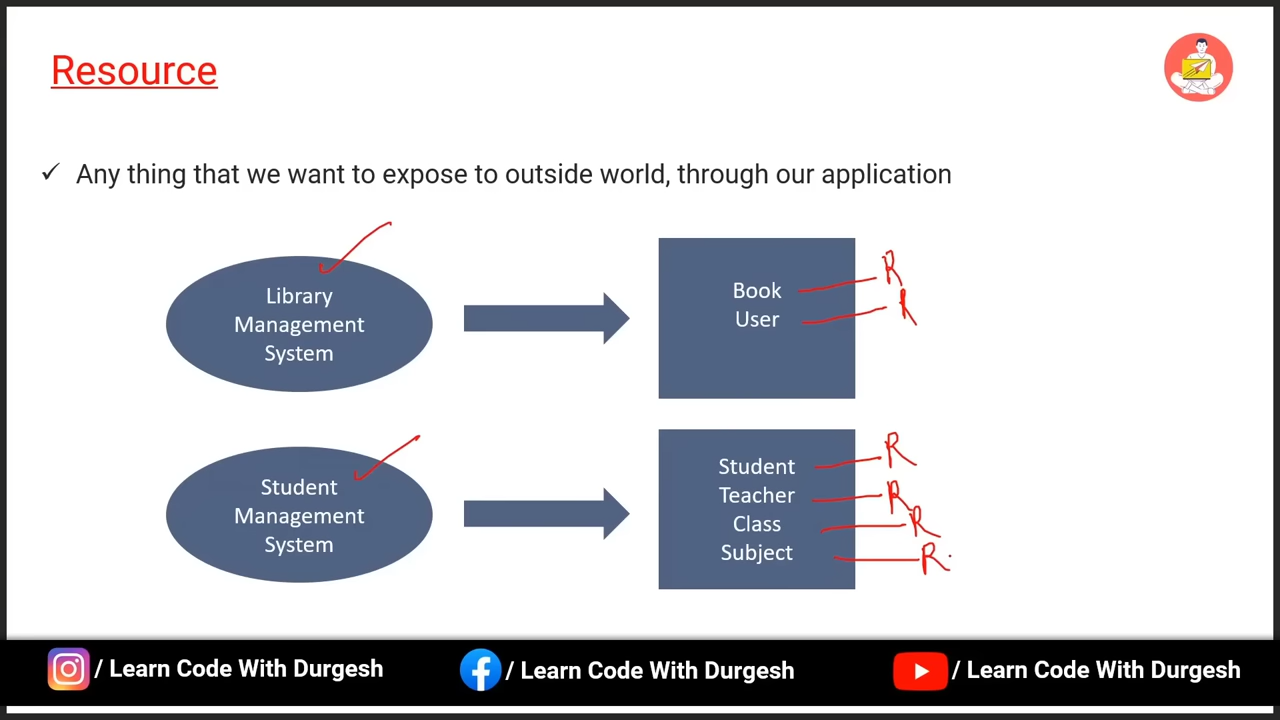 Resource
✓ Any thing that we want to expose to outside world, through our application
Library
Management
System
Book R
User R
Student
Management
System
Student R
Teacher R
Class R
Subject R
/ Learn Code With Durgesh
/ Learn Code With Durgesh
/ Learn Code With Durgesh